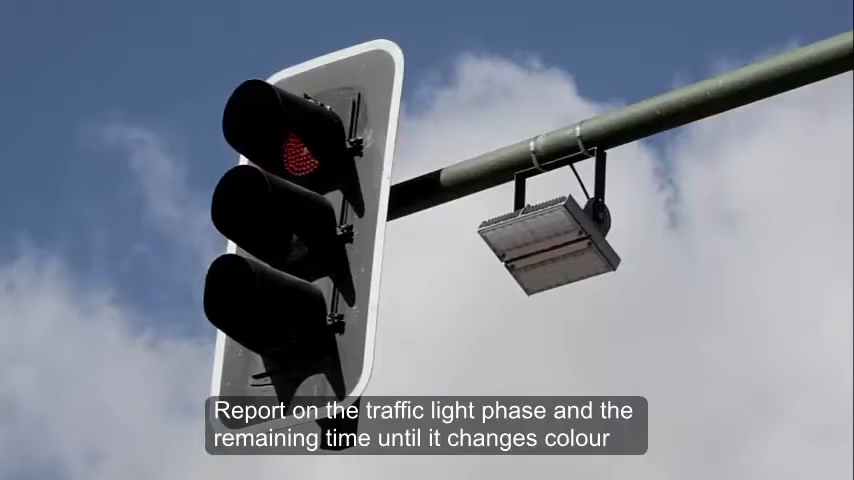 Report on the traffic light phase and the
remaining time until it changes colour